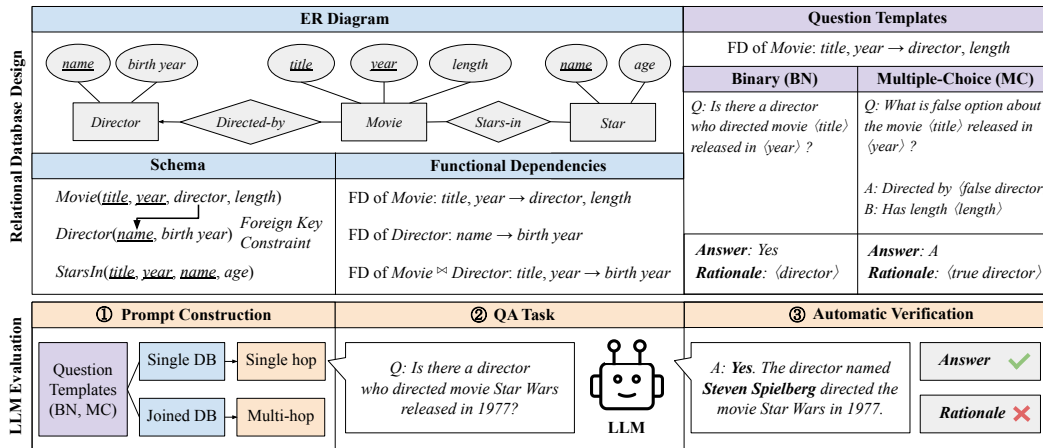 Relational Database Design
ER Diagram
name
birth year
title
year
length
name
age
Director
Directed-by
Movie
Stars-in
Star
Schema
Movie(title, year, director, length)
Director(name, birth year)
Foreign Key
Constraint
StarsIn(title, year, name, age)
Functional Dependencies
FD of Movie: title, year → director, length
FD of Director: name → birth year
FD of Movie ⋈ Director: title, year → birth year
Question Templates
FD of Movie: title, year → director, length
Binary (BN)
Q: Is there a director
who directed movie ⟨title⟩
released in ⟨year⟩ ?
Answer: Yes
Rationale: ⟨director⟩
Multiple-Choice (MC)
Q: What is false option about
the movie ⟨title⟩ released in
⟨year⟩ ?
A: Directed by ⟨false director
B: Has length ⟨length⟩
Answer: A
Rationale: ⟨true director⟩
LLM Evaluation
① Prompt Construction
Question
Templates
(BN, MC)
Single DB
Single hop
Joined DB
Multi-hop
② QA Task
Q: Is there a director
who directed movie Star Wars
released in 1977?
LLM
③ Automatic Verification
A: Yes. The director named
Steven Spielberg directed the
movie Star Wars in 1977.
Answer
Rationale